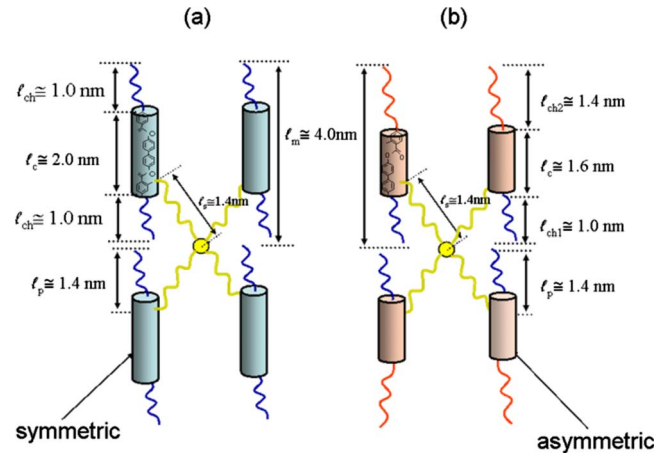 (a)
(b)
ℓch≅ 1.0 nm
ℓc≅ 2.0 nm
ℓch≅ 1.0 nm
ℓp≅ 1.4 nm
ℓs≅1.4nm
ℓm≅ 4.0nm
symmetric
ℓs≅1.4nm
ℓch2≅ 1.4 nm
ℓc≅ 1.6 nm
ℓch1≅ 1.0 nm
ℓp≅ 1.4 nm
asymmetric